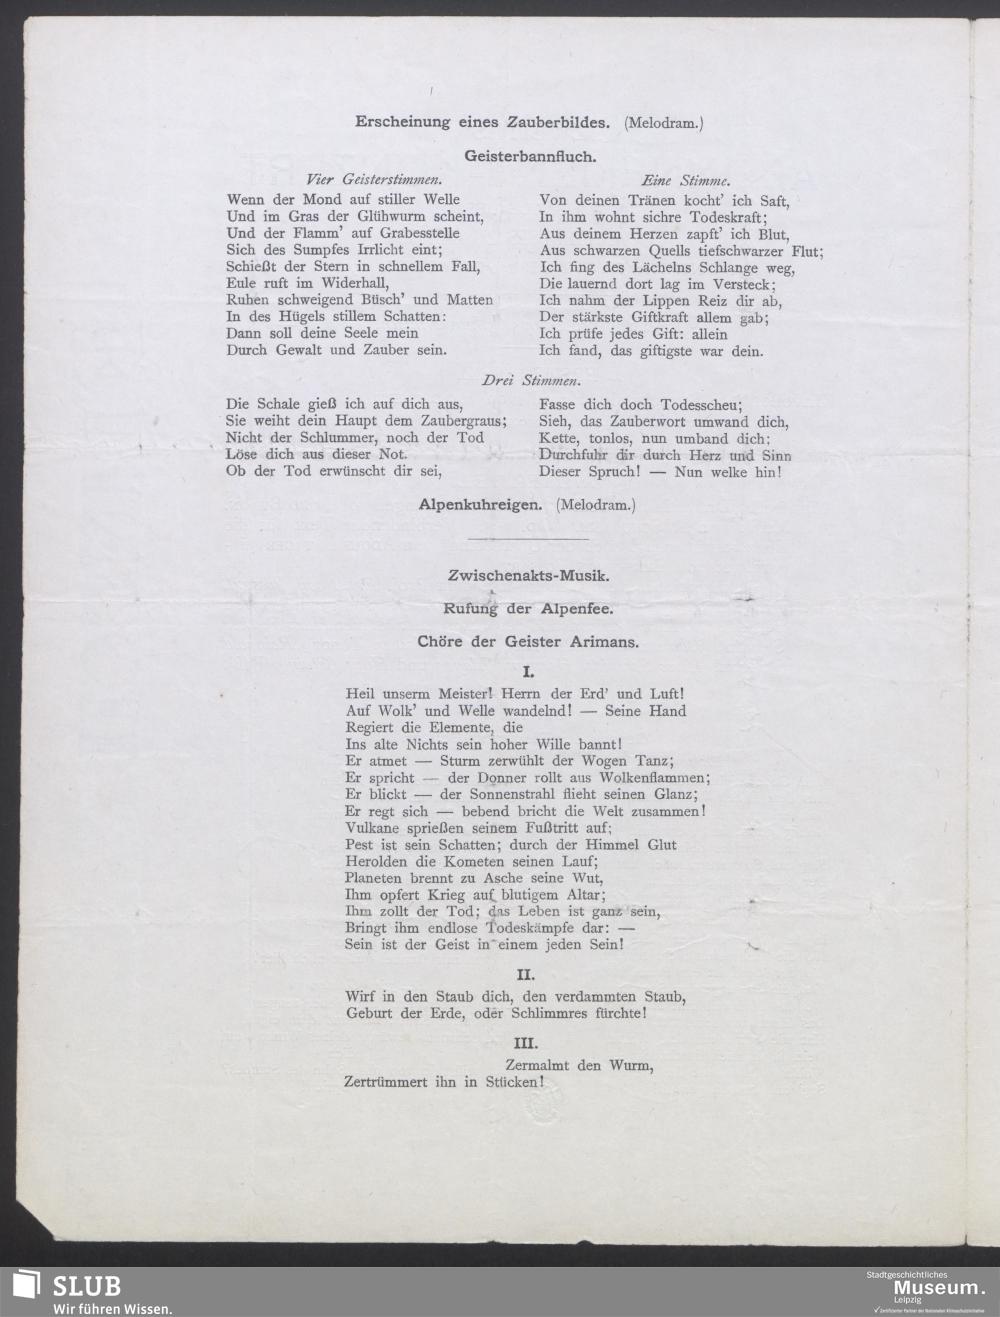 Erscheinung eines Zauberbildes. (Melodram.)
Geisterbannfluch.
Vier Geisterstimmen.
Wenn der Mond auf stiller Welle
Und im Gras der Glühwurm scheint,
Und der Flamm' auf Grabesstelle
Sich des Sumpfes Irrlicht eint;
Schießt der Stern in schnellem Fall,
Eule ruft im Widerhall,
Ruhen schweigend Büsch' und Matten
In des Hügels stillem Schatten:
Dann soll deine Seele mein
Durch Gewalt und Zauber sein.
Eine Stimme.
Von deinen Tränen kocht' ich Saft,
In ihm wohnt sichre Todeskraft;
Aus deinem Herzen zapft' ich Blut,
Aus schwarzen Quells tiefschwarzer Flut;
Ich fing des Lächelns Schlange weg,
Die lauernd dort lag im Versteck;
Ich nahm der Lippen Reiz dir ab,
Der stärkste Giftkraft allem gab;
Ich prüfe jedes Gift: allein
Ich fand, das giftigste war dein.
Drei Stimmen.
Die Schale gieß ich auf dich aus,
Sie weiht dein Haupt dem Zaubergraus;
Nicht der Schlummer, noch der Tod
Löse dich aus dieser Not.
Ob der Tod erwünscht dir sei,
Fasse dich doch Todesscheu;
Sieh, das Zauberwort umwand dich,
Kette, tonlos, nun umband dich;
Durchfuhr dir durch Herz und Sinn
Dieser Spruch! — Nun welke hin!
Alpenkuhreigen. (Melodram.)
Zwischenakts-Musik.
Rufung der Alpenfee.
Chöre der Geister Arimans.
I.
Heil unserm Meister! Herrn der Erd' und Luft!
Auf Wolk' und Welle wandelnd! — Seine Hand
Regiert die Elemente, die
Ins alte Nichts sein hoher Wille bannt!
Er atmet — Sturm zerwühlt der Wogen Tanz;
Er spricht — der Donner rollt aus Wolkenflammen;
Er blickt — der Sonnenstrahl flieht seinen Glanz;
Er regt sich — bebend bricht die Welt zusammen!
Vulkane sprießen seinem Fußtritt auf;
Pest ist sein Schatten; durch der Himmel Glut
Herolden die Kometen seinen Lauf;
Planeten brennt zu Asche seine Wut,
Ihm opfert Krieg auf blutigem Altar;
Ihm zollt der Tod; das Leben ist ganz sein,
Bringt ihm endlose Todeskämpfe dar: —
Sein ist der Geist in einem jeden Sein!
II.
Wirf in den Staub dich, den verdammten Staub,
Geburt der Erde, oder Schlimmres fürchte!
III.
Zermalmt den Wurm,
Zertrümmert ihn in Stücken!
SLUB
Wir führen Wissen.
Stadtgeschichtliches
Museum.
Leipzig
Zertifizierter Partner der Nationalen Klimaschutzinitiative